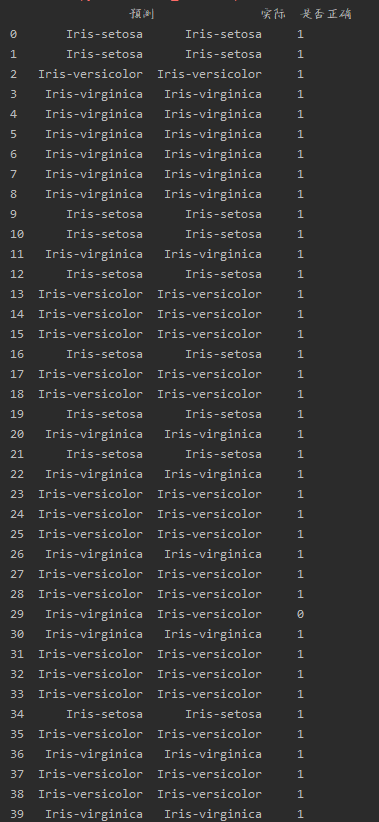 預測 实际 是否正确
0 Iris-setosa Iris-setosa 1
1 Iris-setosa Iris-setosa 1
2 Iris-versicolor Iris-versicolor 1
3 Iris-virginica Iris-virginica 1
4 Iris-virginica Iris-virginica 1
5 Iris-virginica Iris-virginica 1
6 Iris-virginica Iris-virginica 1
7 Iris-virginica Iris-virginica 1
8 Iris-virginica Iris-virginica 1
9 Iris-setosa Iris-setosa 1
10 Iris-setosa Iris-setosa 1
11 Iris-virginica Iris-virginica 1
12 Iris-setosa Iris-setosa 1
13 Iris-versicolor Iris-versicolor 1
14 Iris-versicolor Iris-versicolor 1
15 Iris-versicolor Iris-versicolor 1
16 Iris-setosa Iris-setosa 1
17 Iris-versicolor Iris-versicolor 1
18 Iris-versicolor Iris-versicolor 1
19 Iris-setosa Iris-setosa 1
20 Iris-virginica Iris-virginica 1
21 Iris-setosa Iris-setosa 1
22 Iris-virginica Iris-virginica 1
23 Iris-versicolor Iris-versicolor 1
24 Iris-versicolor Iris-versicolor 1
25 Iris-versicolor Iris-versicolor 1
26 Iris-virginica Iris-virginica 1
27 Iris-versicolor Iris-versicolor 1
28 Iris-versicolor Iris-versicolor 1
29 Iris-virginica Iris-versicolor 0
30 Iris-virginica Iris-virginica 1
31 Iris-versicolor Iris-versicolor 1
32 Iris-versicolor Iris-versicolor 1
33 Iris-versicolor Iris-versicolor 1
34 Iris-setosa Iris-setosa 1
35 Iris-versicolor Iris-versicolor 1
36 Iris-virginica Iris-virginica 1
37 Iris-versicolor Iris-versicolor 1
38 Iris-versicolor Iris-versicolor 1
39 Iris-virginica Iris-virginica 1